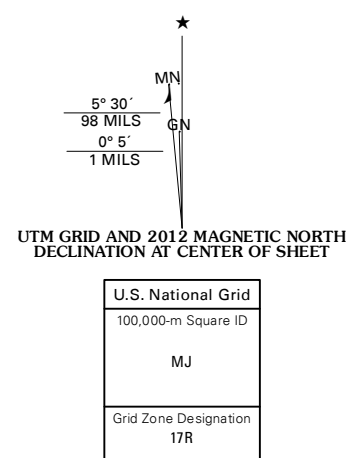 MN
5° 30´
98 MILS
GN
0° 5´
1 MILS
UTM GRID AND 2012 MAGNETIC NORTH
DECLINATION AT CENTER OF SHEET
U.S. National Grid
100,000-m Square ID
MJ
Grid Zone Designation
17R